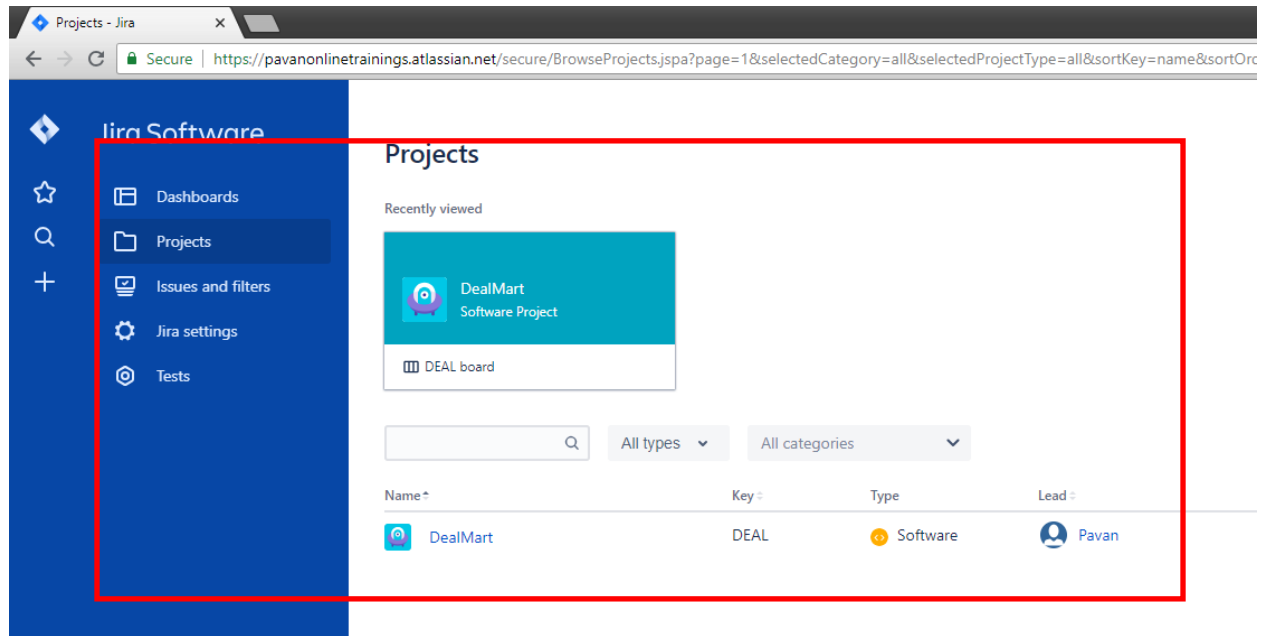 Projects - Jira
Secure | https://pavanonlinetrainings.atlassian.net/secure/BrowseProjects.jspa?page=1&selectedCategory=all&selectedProjectType=all&sortKey=name&sortOrc
Jira Software
Dashboards
Projects
Issues and filters
Jira settings
Tests
Projects
Recently viewed
DealMart
Software Project
DEAL board
All types All categories
Name Key Type Lead
DealMart DEAL Software Pavan